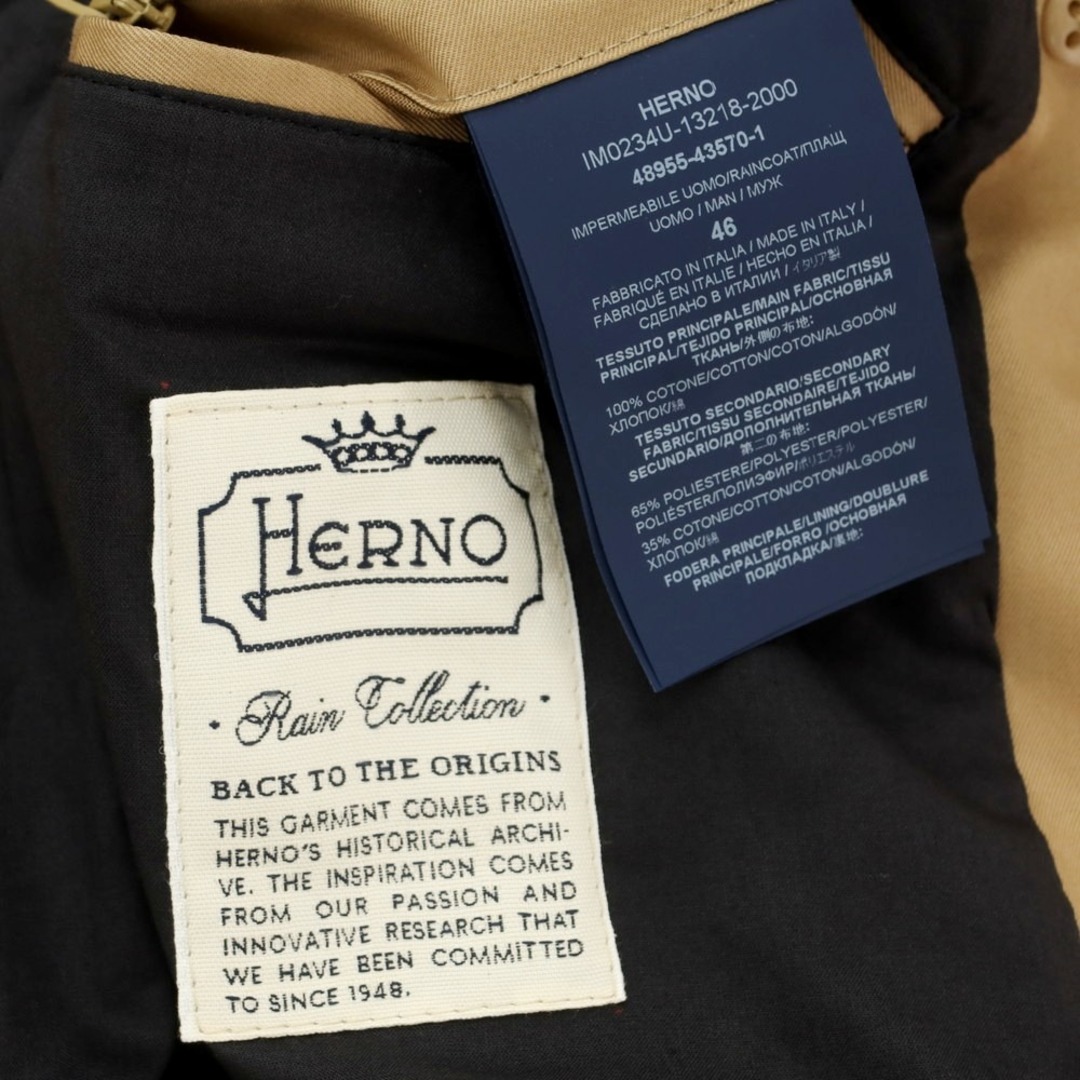 HERNO
IM0234U-13218-2000
48955-43570-1
IMPERMEABILE UOMO/RAINCOAT/ПЛАЩ
UOMO / MAN / МУЖ
46
FABBRICATO IN ITALIA / MADE IN ITALY /
FABRIQUÉ EN ITALIE / HECHO EN ITALIA /
СДЕЛАНО В ИТАЛИИ / イタリア製
TESSUTO PRINCIPALE/MAIN FABRIC/TISSU
PRINCIPAL/TEJIDO PRINCIPAL/ОСНОВНАЯ
ТКАНЬ/外側の布地:
100% COTONE/COTTON/COTON/ALGODÓN/
ХЛОПОК/綿
TESSUTO SECONDARIO/SECONDARY
FABRIC/TISSU SECONDAIRE/TEJIDO
SECUNDARIO/ДОПОЛНИТЕЛЬНАЯ ТКАНЬ/
第二の布地:
65% POLIESTERE/POLYESTER/POLYESTER/
POLIÉSTER/ПОЛИЭФИР/ポリエステル
35% COTONE/COTTON/COTON/ALGODÓN/
ХЛОПОК/綿
FODERA PRINCIPALE/LINING/DOUBLURE
PRINCIPALE/FORRO /ОСНОВНАЯ
ПОДКЛАДКА/裏地:
HERNO
· Rain Collection ·
BACK TO THE ORIGINS
THIS GARMENT COMES FROM
HERNO'S HISTORICAL ARCHI-
VE. THE INSPIRATION COMES
FROM OUR PASSION AND
INNOVATIVE RESEARCH THAT
WE HAVE BEEN COMMITTED
TO SINCE 1948.